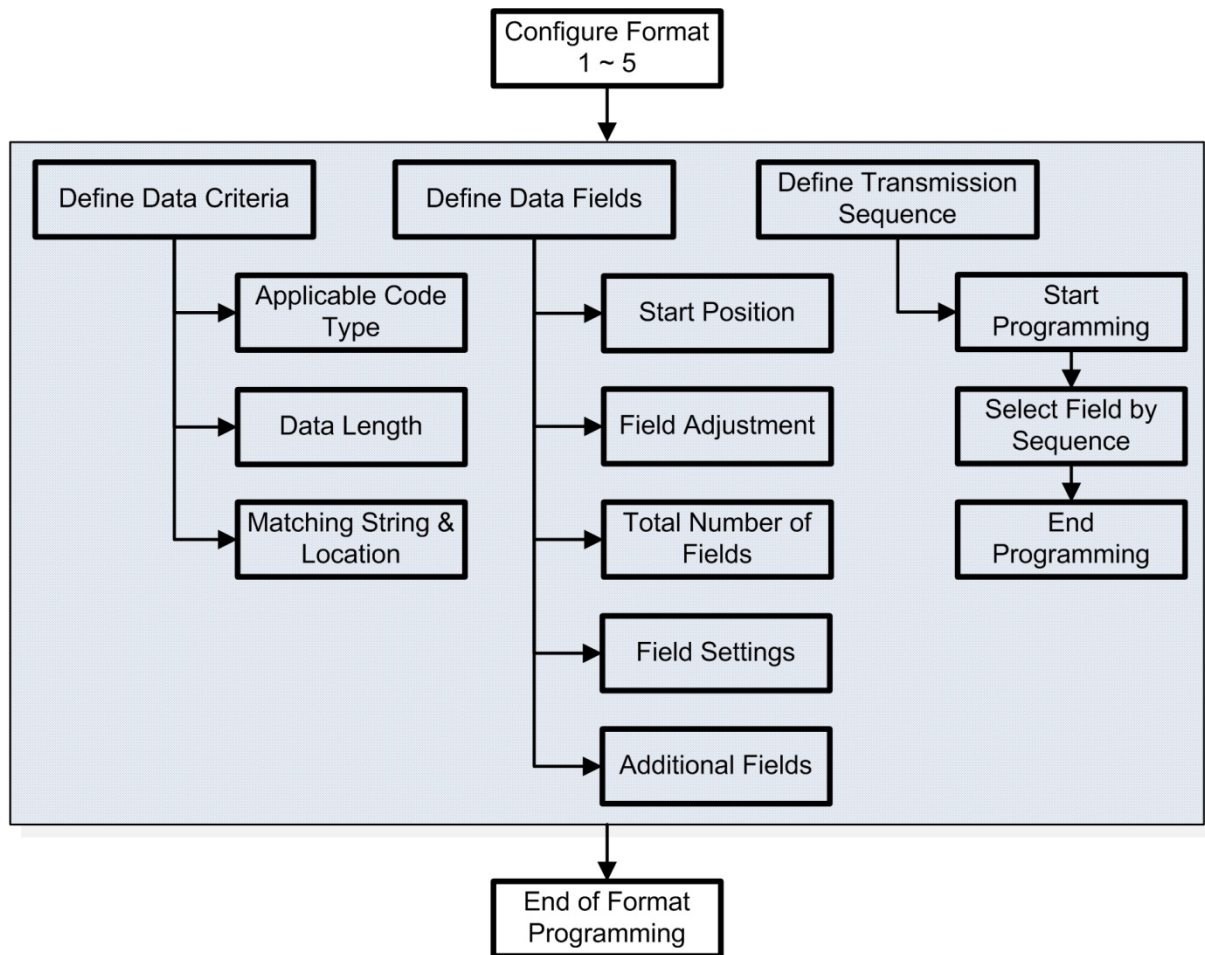 Configure Format
1 ~ 5
Define Data Criteria
Applicable Code
Type
Data Length
Matching String &
Location
Define Data Fields
Start Position
Field Adjustment
Total Number of
Fields
Field Settings
Additional Fields
Define Transmission
Sequence
Start
Programming
Select Field by
Sequence
End
Programming
End of Format
Programming